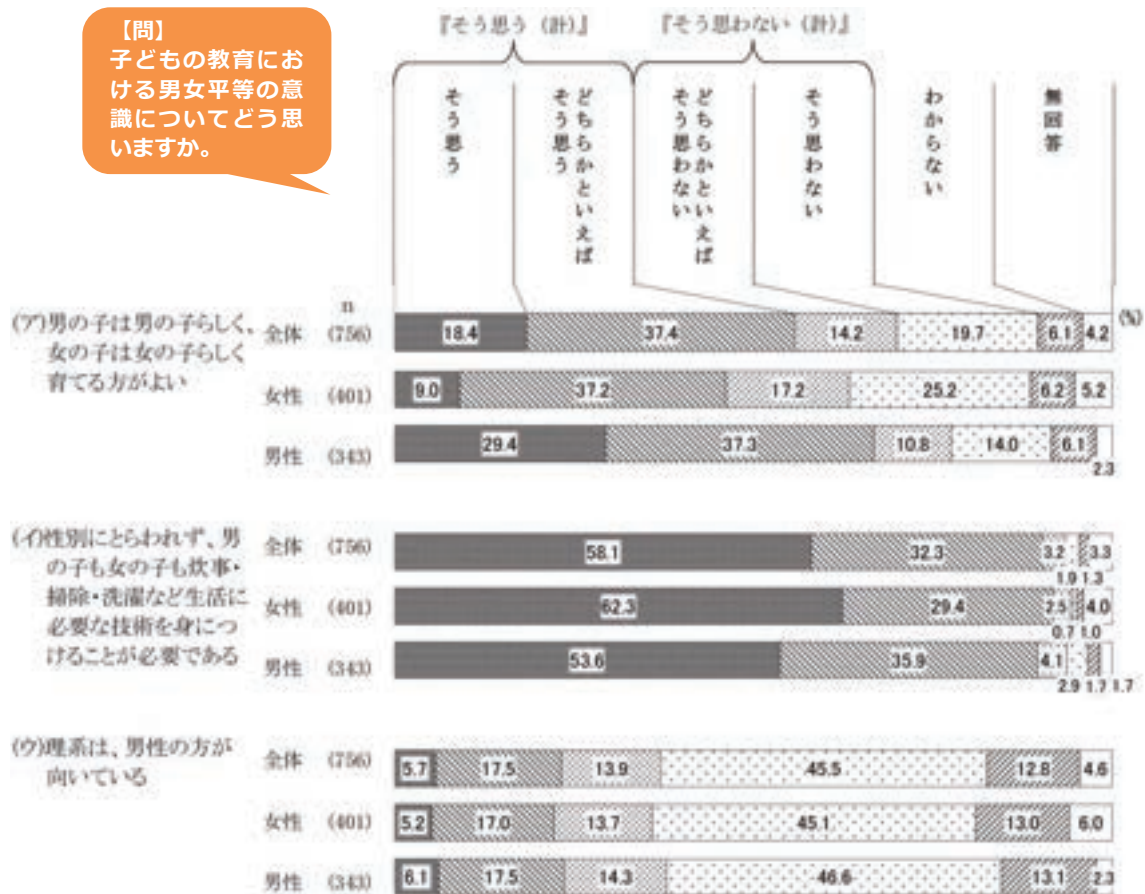 【問】
子どもの教育にお
ける男女平等の意
識についてどう思
いますか。
『そう思う（計）』
『そう思わない（計）』
そう思う
どちらかといえば
そう思う
どちらかといえば
そう思わない
そう思わない
わからない
無回答
n
(%)
(ア)男の子は男の子らしく、
女の子は女の子らしく
育てる方がよい
全体 (756) 18.4 37.4 14.2 19.7 6.1 4.2
女性 (401) 9.0 37.2 17.2 25.2 6.2 5.2
男性 (343) 29.4 37.3 10.8 14.0 6.1 2.3
(イ)性別にとらわれず、男
の子も女の子も炊事・
掃除・洗濯など生活に
必要な技術を身につ
けることが必要である
全体 (756) 58.1 32.3 3.2 1.9 1.3 3.3
女性 (401) 62.3 29.4 2.5 0.7 1.0 4.0
男性 (343) 53.6 35.9 4.1 2.9 1.7 1.7
(ウ)理系は、男性の方が
向いている
全体 (756) 5.7 17.5 13.9 45.5 12.8 4.6
女性 (401) 5.2 17.0 13.7 45.1 13.0 6.0
男性 (343) 6.1 17.5 14.3 46.6 13.1 2.3